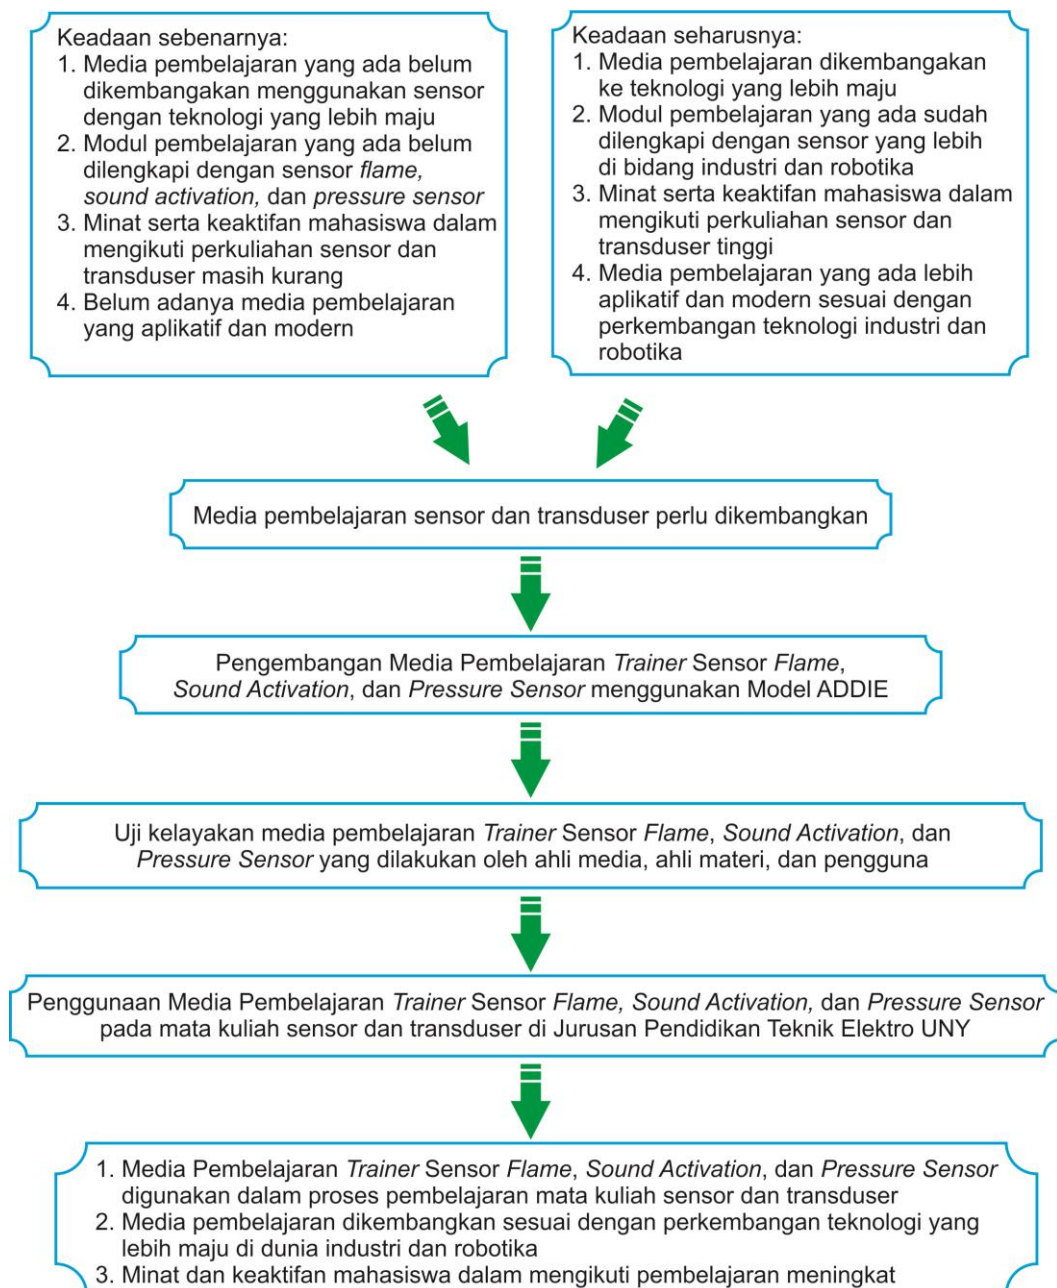 Keadaan sebenarnya:
1. Media pembelajaran yang ada belum
dikembangakan menggunakan sensor
dengan teknologi yang lebih maju
2. Modul pembelajaran yang ada belum
dilengkapi dengan sensor flame,
sound activation, dan pressure sensor
3. Minat serta keaktifan mahasiswa dalam
mengikuti perkuliahan sensor dan
transduser masih kurang
4. Belum adanya media pembelajaran
yang aplikatif dan modern
Keadaan seharusnya:
1. Media pembelajaran dikembangakan
ke teknologi yang lebih maju
2. Modul pembelajaran yang ada sudah
dilengkapi dengan sensor yang lebih
di bidang industri dan robotika
3. Minat serta keaktifan mahasiswa dalam
mengikuti perkuliahan sensor dan
transduser tinggi
4. Media pembelajaran yang ada lebih
aplikatif dan modern sesuai dengan
perkembangan teknologi industri dan
robotika
Media pembelajaran sensor dan transduser perlu dikembangkan
Pengembangan Media Pembelajaran Trainer Sensor Flame,
Sound Activation, dan Pressure Sensor menggunakan Model ADDIE
Uji kelayakan media pembelajaran Trainer Sensor Flame, Sound Activation, dan
Pressure Sensor yang dilakukan oleh ahli media, ahli materi, dan pengguna
Penggunaan Media Pembelajaran Trainer Sensor Flame, Sound Activation, dan Pressure Sensor
pada mata kuliah sensor dan transduser di Jurusan Pendidikan Teknik Elektro UNY
1. Media Pembelajaran Trainer Sensor Flame, Sound Activation, dan Pressure Sensor
digunakan dalam proses pembelajaran mata kuliah sensor dan transduser
2. Media pembelajaran dikembangkan sesuai dengan perkembangan teknologi yang
lebih maju di dunia industri dan robotika
3. Minat dan keaktifan mahasiswa dalam mengikuti pembelajaran meningkat